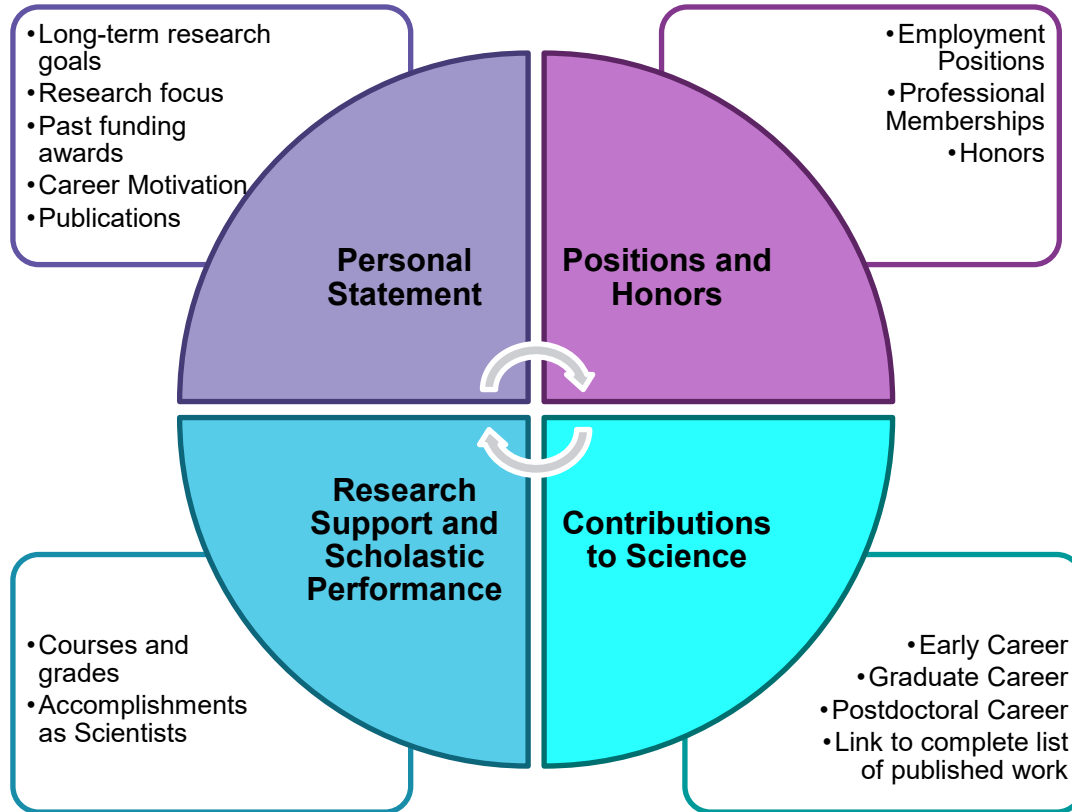 •Long-term research
goals
•Research focus
•Past funding
awards
•Career Motivation
•Publications
•Employment
Positions
•Professional
Memberships
•Honors
Personal
Statement
Positions and
Honors
Research
Support and
Scholastic
Performance
Contributions
to Science
•Courses and
grades
•Accomplishments
as Scientists
•Early Career
•Graduate Career
•Postdoctoral Career
•Link to complete list
of published work